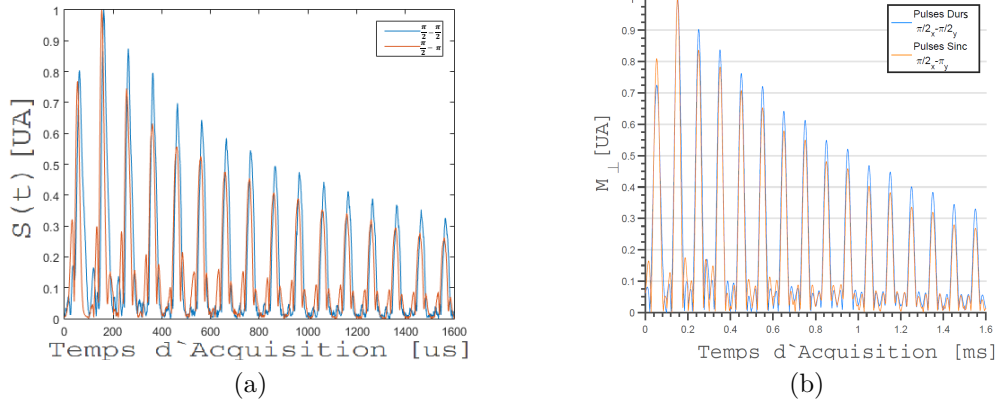 1
0.9
0.8
0.7
0.6
0.5
0.4
0.3
0.2
0.1
0
0 200 400 600 800 1000 1200 1400 1600
S(t) [UA]
Temps d`Acquisition [us]
π/2 – π/2
π/2 – π
(a)
0.9
0.8
0.7
0.6
0.5
0.4
0.3
0.2
0.1
0
0 0.2 0.4 0.6 0.8 1 1.2 1.4 1.6
M⊥ [UA]
Temps d`Acquisition [ms]
Pulses Durs
π/2x-π/2y
Pulses Sinc
π/2x-πy
(b)